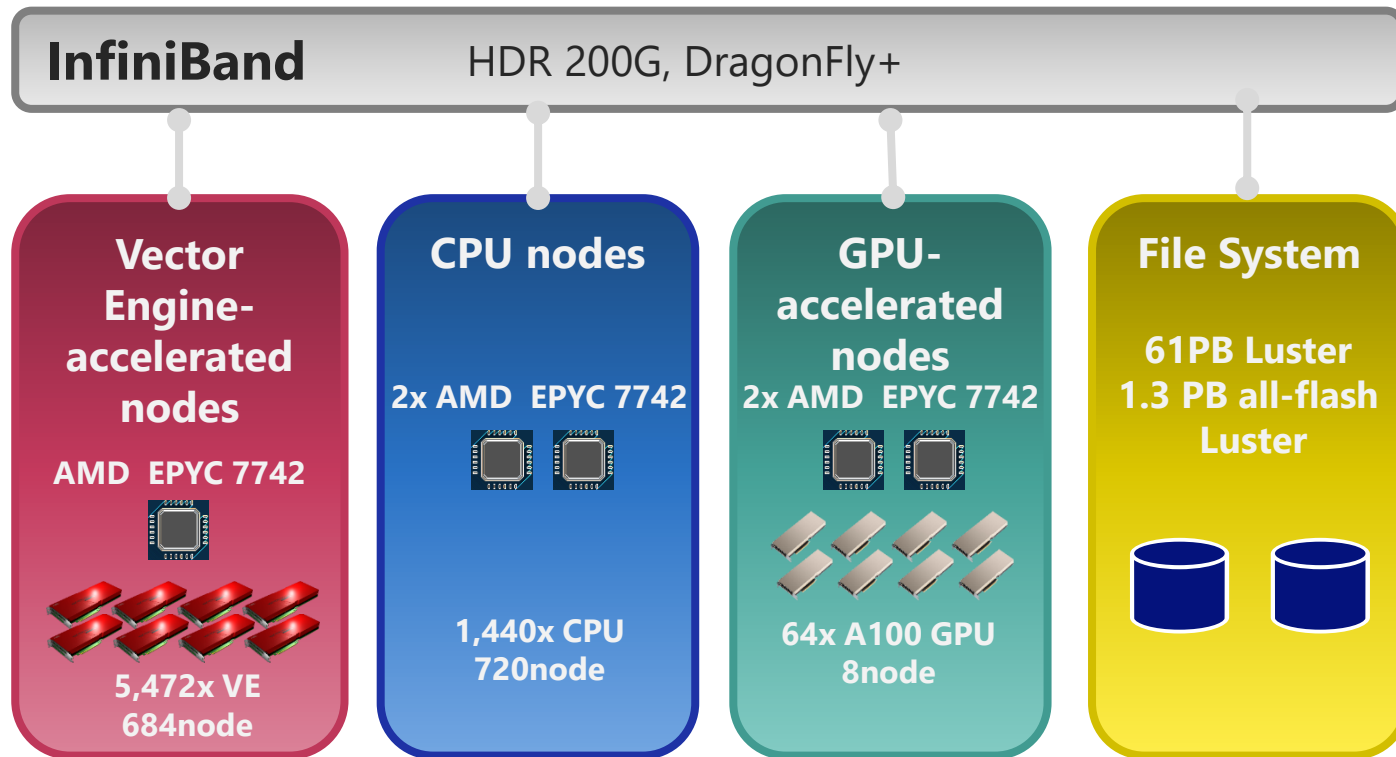 InfiniBand HDR 200G, DragonFly+
Vector
Engine-
accelerated
nodes
AMD EPYC 7742
5,472x VE
684node
CPU nodes
2x AMD EPYC 7742
1,440x CPU
720node
GPU-
accelerated
nodes
2x AMD EPYC 7742
64x A100 GPU
8node
File System
61PB Luster
1.3 PB all-flash
Luster